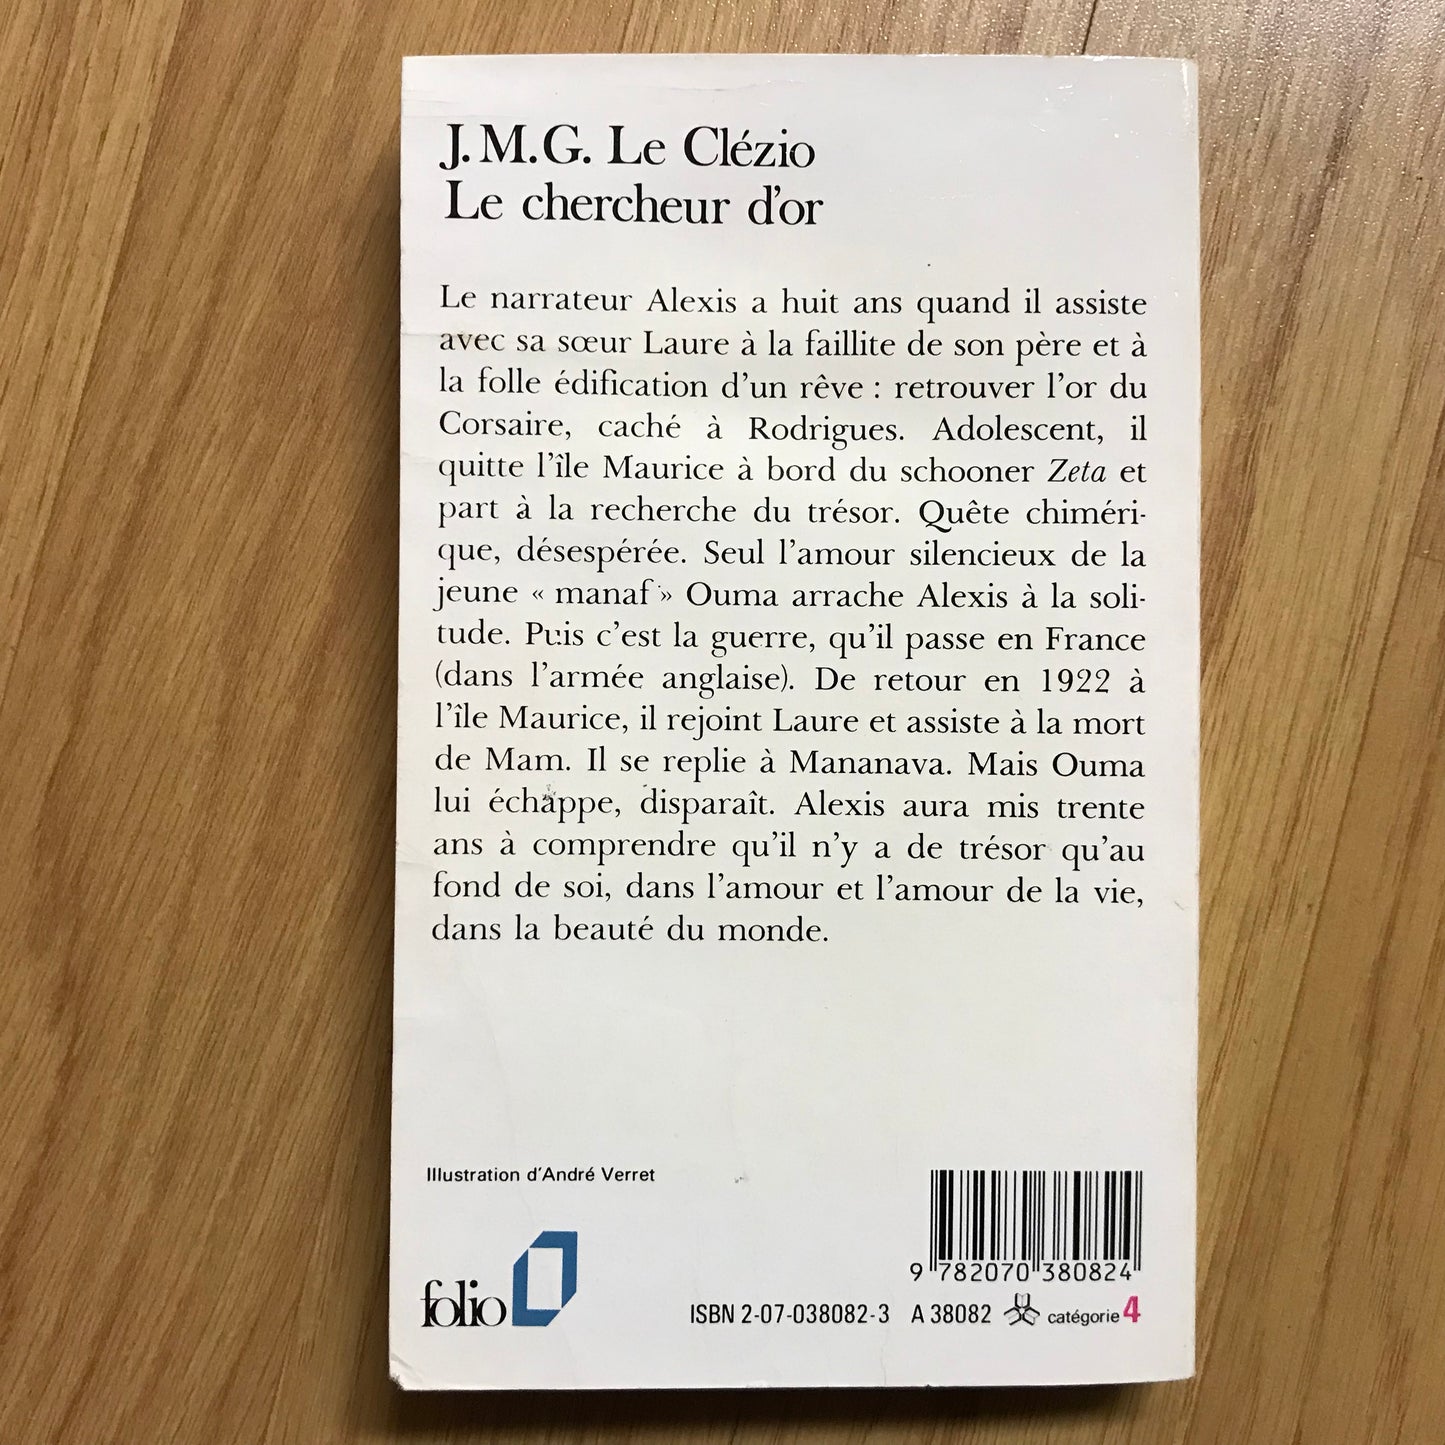 J.M.G. Le Clézio
Le chercheur d'or
Le narrateur Alexis a huit ans quand il assiste
avec sa sœur Laure à la faillite de son père et à
la folle édification d'un rêve : retrouver l'or du
Corsaire, caché à Rodrigues. Adolescent, il
quitte l'île Maurice à bord du schooner Zeta et
part à la recherche du trésor. Quête chiméri-
que, désespérée. Seul l'amour silencieux de la
jeune « manaf » Ouma arrache Alexis à la soli-
tude. Puis c'est la guerre, qu'il passe en France
(dans l'armée anglaise). De retour en 1922 à
l'île Maurice, il rejoint Laure et assiste à la mort
de Mam. Il se replie à Mananava. Mais Ouma
lui échappe, disparaît. Alexis aura mis trente
ans à comprendre qu'il n'y a de trésor qu'au
fond de soi, dans l'amour et l'amour de la vie,
dans la beauté du monde.
Illustration d'André Verret
folio
9 782070 380824
ISBN 2-07-038082-3 A 38082 catégorie 4